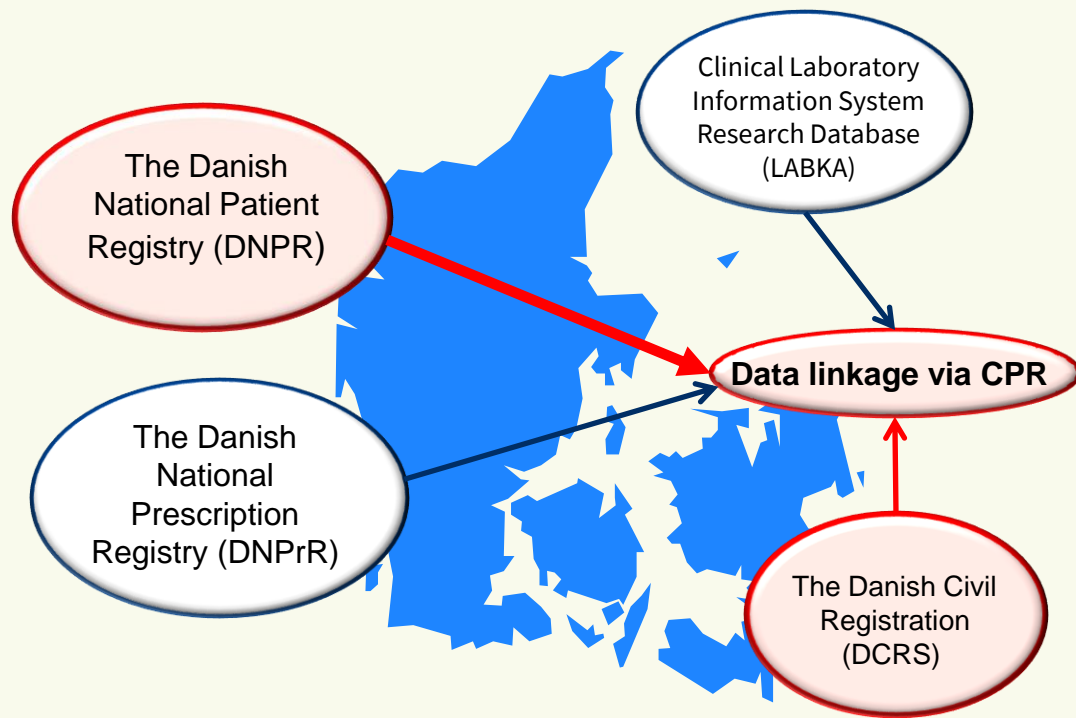 The Danish
National Patient
Registry (DNPR)
Clinical Laboratory
Information System
Research Database
(LABKA)
Data linkage via CPR
The Danish
National
Prescription
Registry (DNPrR)
The Danish Civil
Registration
(DCRS)